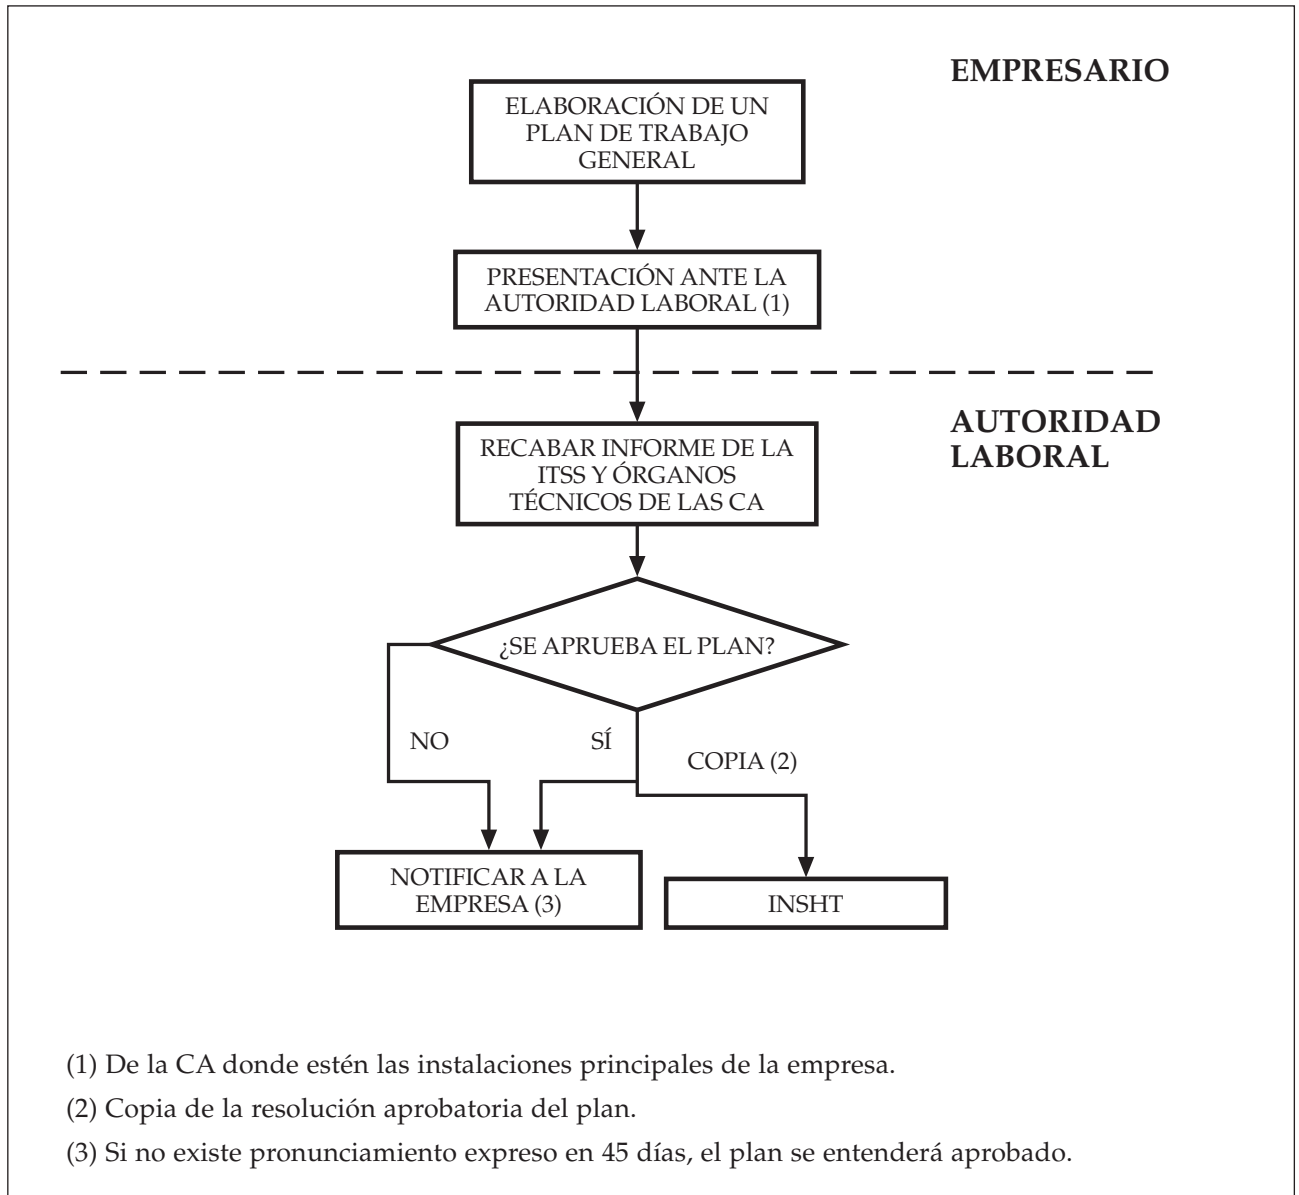 EMPRESARIO
ELABORACIÓN DE UN
PLAN DE TRABAJO
GENERAL
PRESENTACIÓN ANTE LA
AUTORIDAD LABORAL (1)
AUTORIDAD
LABORAL
RECABAR INFORME DE LA
ITSS Y ÓRGANOS
TÉCNICOS DE LAS CA
¿SE APRUEBA EL PLAN?
NO
SÍ
COPIA (2)
NOTIFICAR A LA
EMPRESA (3)
INSHT
(1) De la CA donde estén las instalaciones principales de la empresa.
(2) Copia de la resolución aprobatoria del plan.
(3) Si no existe pronunciamiento expreso en 45 días, el plan se entenderá aprobado.